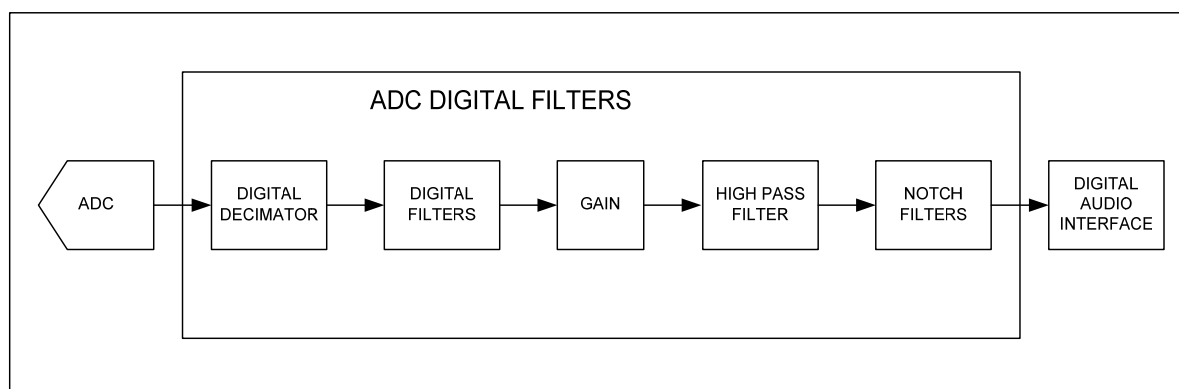 ADC DIGITAL FILTERS
ADC
DIGITAL
DECIMATOR
DIGITAL
FILTERS
GAIN
HIGH PASS
FILTER
NOTCH
FILTERS
DIGITAL
AUDIO
INTERFACE